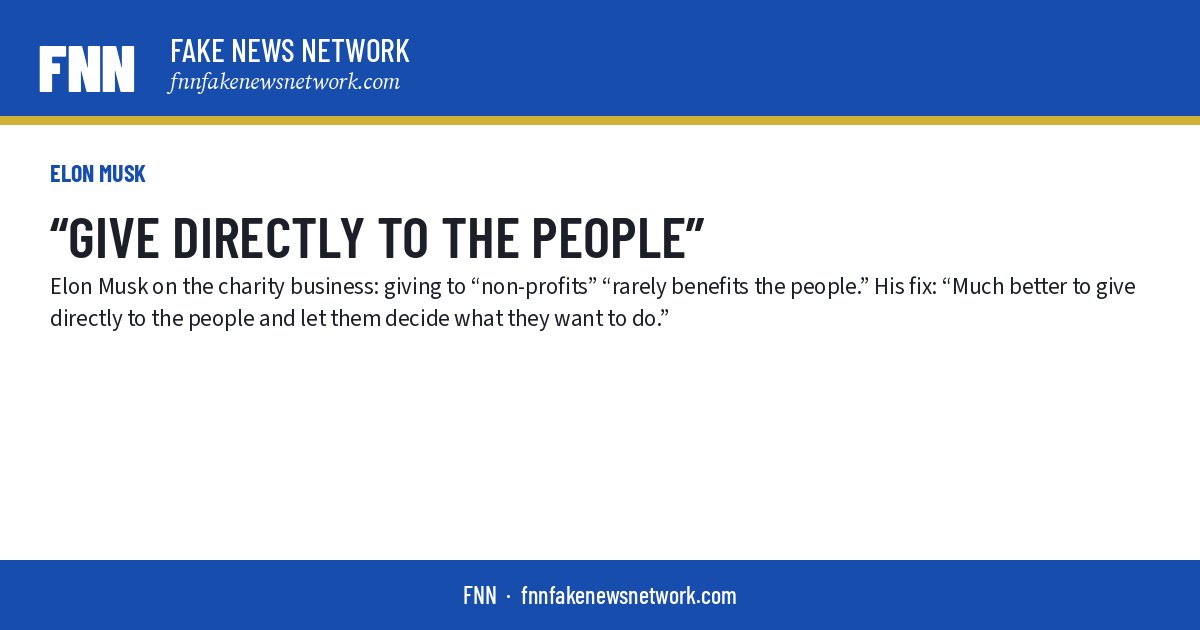 FNN
FAKE NEWS NETWORK
fnnfakenewsnetwork.com
ELON MUSK
“GIVE DIRECTLY TO THE PEOPLE”
Elon Musk on the charity business: giving to “non-profits” “rarely benefits the people.” His fix: “Much better to give
directly to the people and let them decide what they want to do.”
FNN · fnnfakenewsnetwork.com